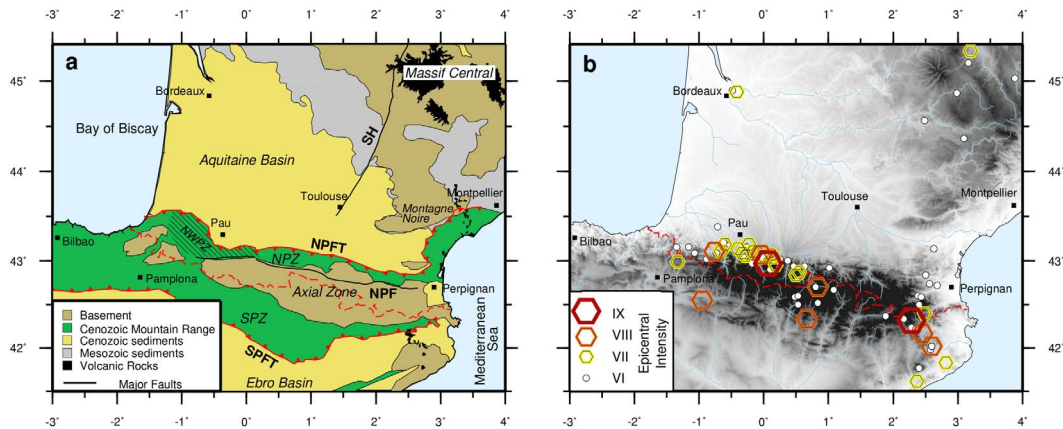 -3° -2° -1° 0° 1° 2° 3° 4°
-3° -2° -1° 0° 1° 2° 3° 4°
a
Massif Central
45° 45°
Bordeaux
Bay of Biscay
SH
Aquitaine Basin
44° 44°
Toulouse
Montpellier
Montagne
Noire
Pau
Bilbao
NWPZ
NPFT
NPZ
43° 43°
Pamplona
Axial Zone
NPF
Perpignan
SPZ
SPFT
Ebro Basin
Mediterranean
Sea
42° 42°
Basement
Cenozoic Mountain Range
Cenozoic sediments
Mesozoic sediments
Volcanic Rocks
Major Faults
-3° -2° -1° 0° 1° 2° 3° 4°
b
Bordeaux
45°
44°
Toulouse
Montpellier
Pau
Bilbao
43°
Pamplona
Perpignan
42°
IX
VIII
VII
VI
Epicentral
Intensity
-3° -2° -1° 0° 1° 2° 3° 4°